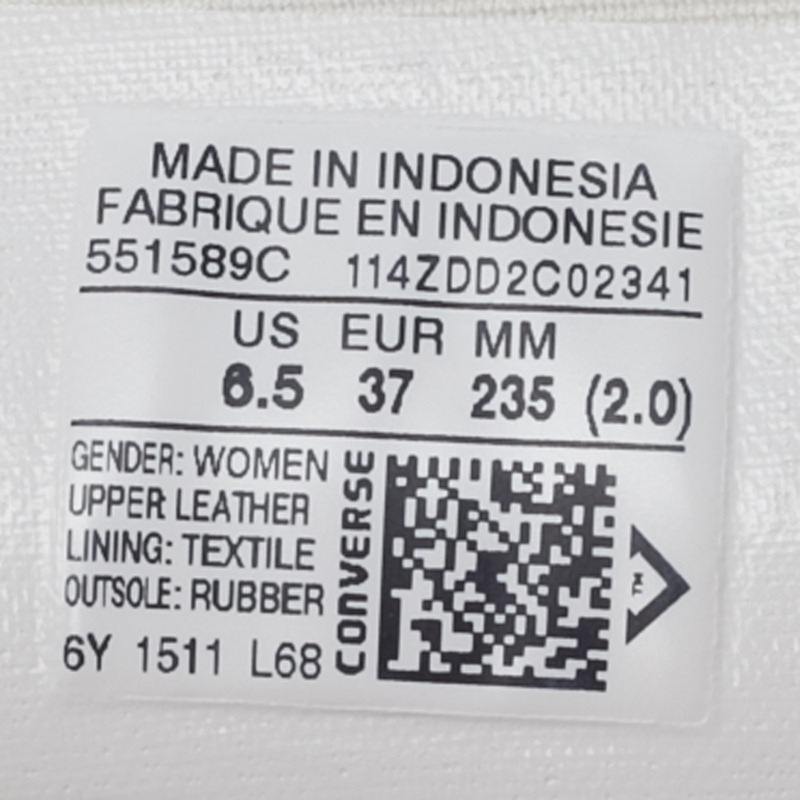 MADE IN INDONESIA
FABRIQUE EN INDONESIE
551589C 114ZDD2C02341
US EUR MM
6.5 37 235 (2.0)
GENDER: WOMEN
UPPER LEATHER
LINING: TEXTILE
OUTSOLE: RUBBER
6Y 1511 L68
CONVERSE
TM